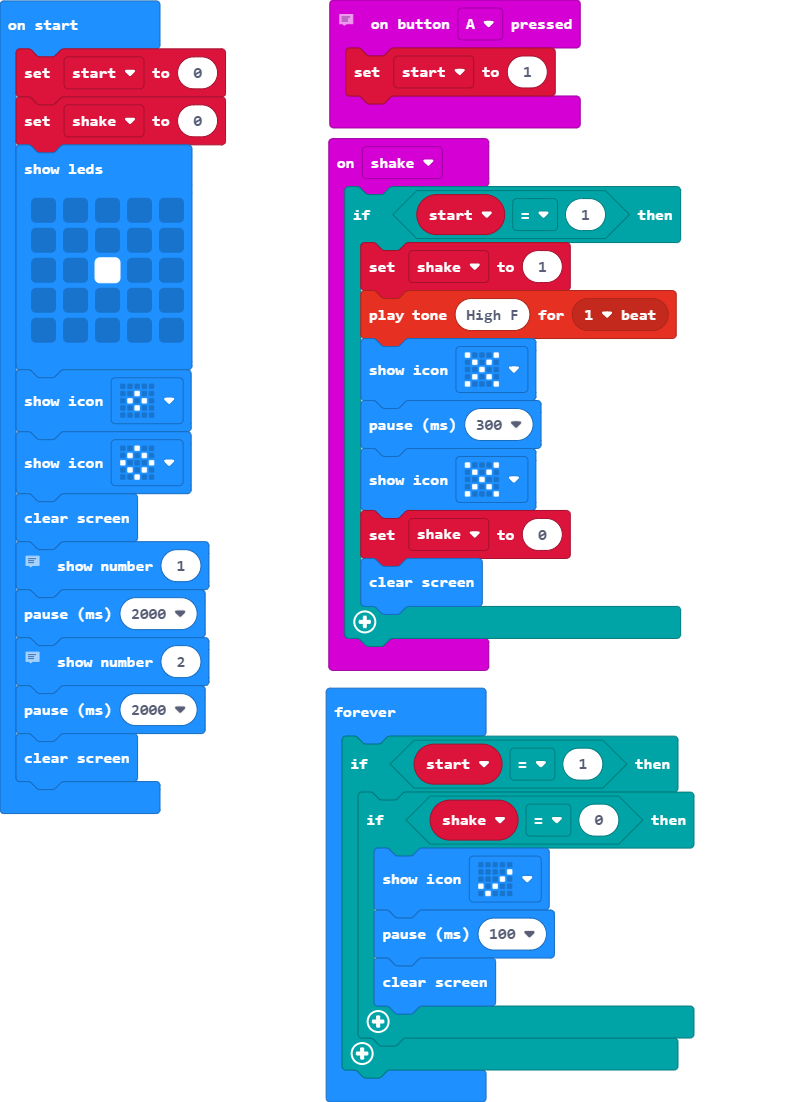 on start
set start to 0
set shake to 0
show leds
show icon
show icon
clear screen
show number 1
pause (ms) 2000
show number 2
pause (ms) 2000
clear screen
on button A pressed
set start to 1
on shake
if start = 1 then
set shake to 1
play tone High F for 1 beat
show icon
pause (ms) 300
show icon
set shake to 0
clear screen
forever
if start = 1 then
if shake = 0 then
show icon
pause (ms) 100
clear screen